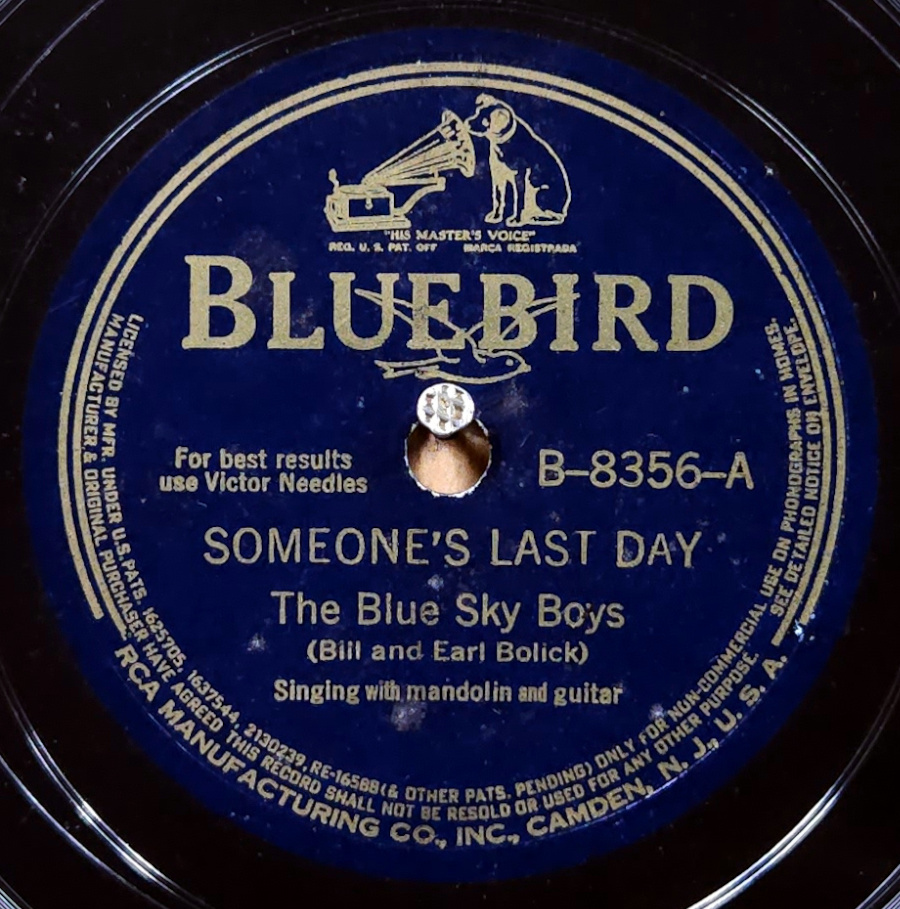 "HIS MASTER'S VOICE"
REG. U. S. PAT. OFF MARCA REGISTRADA
BLUEBIRD
For best results
use Victor Needles
B-8356-A
SOMEONE'S LAST DAY
The Blue Sky Boys
(Bill and Earl Bolick)
Singing with mandolin and guitar
LICENSED BY MFR. UNDER U.S. PATS. 1625705, 1637544, 2130239, RE-16588 (& OTHER PATS. PENDING) ONLY FOR NON-COMMERCIAL USE ON PHONOGRAPHS IN HOMES.
MANUFACTURER & ORIGINAL PURCHASER HAVE AGREED THIS RECORD SHALL NOT BE RESOLD OR USED FOR ANY OTHER PURPOSE. SEE DETAILED NOTICE ON ENVELOPE.
RCA MANUFACTURING CO., INC., CAMDEN, N. J., U. S. A.